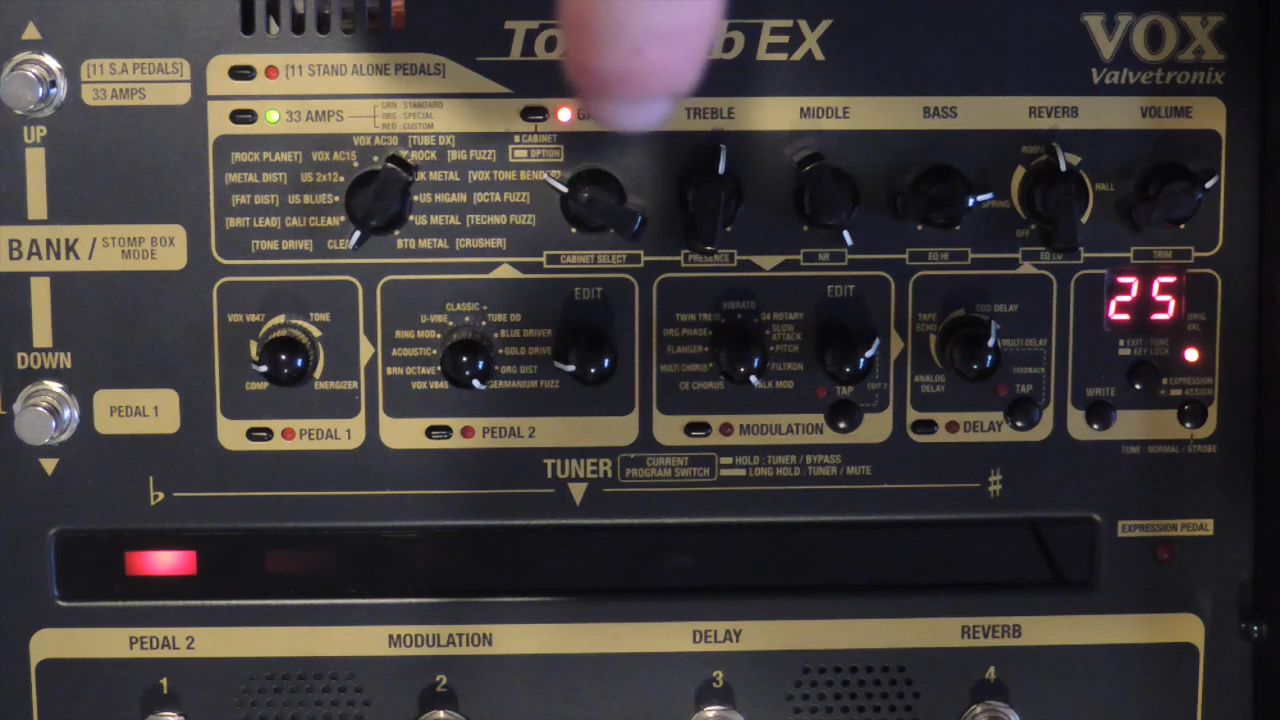 To b EX
VOX
Valvetronix
[11 S.A PEDALS]
33 AMPS
UP
BANK / STOMP BOX MODE
DOWN
PEDAL 1
[11 STAND ALONE PEDALS]
33 AMPS
GRN : STANDARD
ORG : SPECIAL
RED : CUSTOM
TREBLE
MIDDLE
BASS
REVERB
VOLUME
CABINET
OPTION
VOX AC30 [TUBE DX]
[ROCK PLANET] VOX AC15
ROCK [BIG FUZZ]
[METAL DIST] US 2x12
UK METAL [VOX TONE BENDER]
[FAT DIST] US BLUES
US HIGAIN [OCTA FUZZ]
[BRIT LEAD] CALI CLEAN
US METAL [TECHNO FUZZ]
[TONE DRIVE] CLEA
BTQ METAL [CRUSHER]
ROOM
SPRING
HALL
OFF
CABINET SELECT
PRESENCE
NR
EQ HI
EQ LO
TRIM
VOX V847
TONE
COMP
ENERGIZER
PEDAL 1
CLASSIC
U-VIBE
TUBE OD
RING MOD
BLUE DRIVER
ACOUSTIC
GOLD DRIVE
BRN OCTAVE
ORG DIST
VOX V845
GERMANIUM FUZZ
EDIT
PEDAL 2
VIBRATO
TWIN TREM
G4 ROTARY
ORG PHASE
SLOW ATTACK
FLANGER
PITCH
MULTI CHORUS
FILTRON
CE CHORUS
TALK MOD
EDIT
TAP
EDIT 2
MODULATION
TAPE ECHO
SDD DELAY
MULTI DELAY
ANALOG DELAY
FEEDBACK
TAP
DELAY
25
ORIG VAL
EXIT : TUNE
KEY LOCK
EXPRESSION
ASSIGN
WRITE
TUNE : NORMAL / STROBE
TUNER
CURRENT PROGRAM SWITCH
HOLD : TUNER / BYPASS
LONG HOLD : TUNER / MUTE
♭
♯
EXPRESSION PEDAL
PEDAL 2
MODULATION
DELAY
REVERB
1
2
3
4